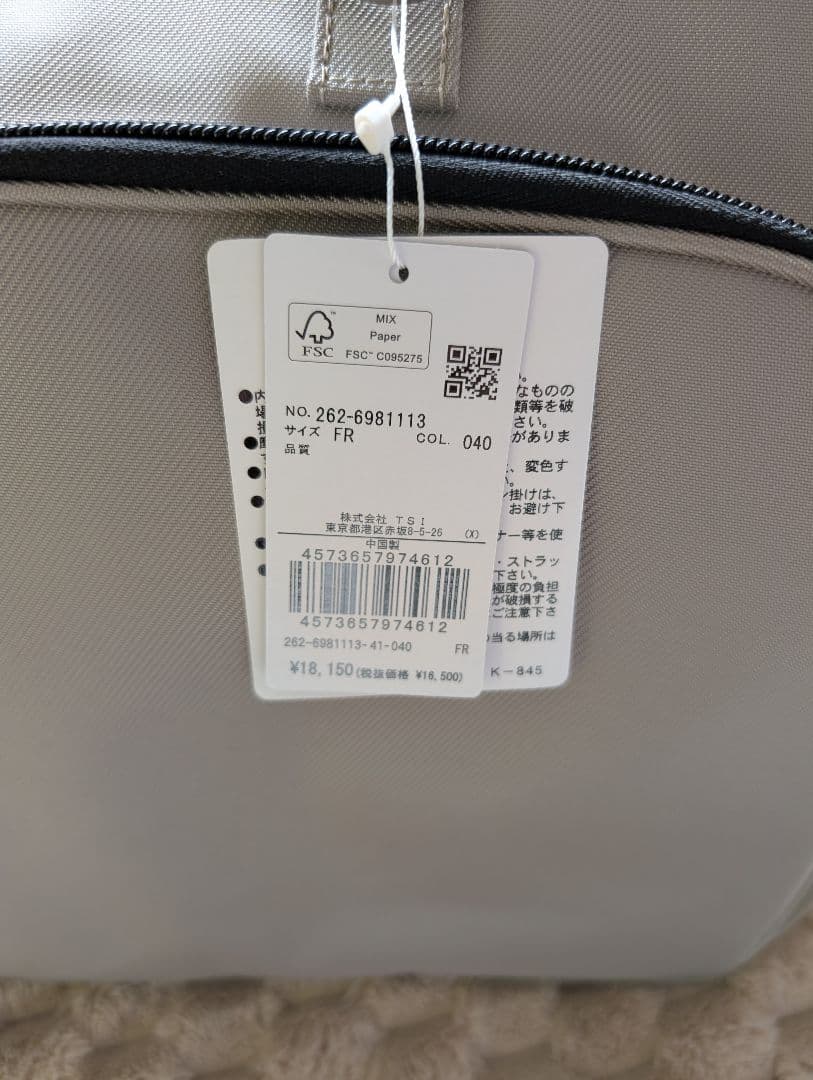 MIX
Paper
FSC™ C095275
FSC
NO. 262-6981113
サイズ FR COL. 040
品質
株式会社 TSI
東京都港区赤坂8-5-26 (X)
中国製
4573657974612
4573657974612
262-6981113-41-040 FR
¥18,150(税抜価格 ¥16,500)
なものの
類等を破
さい。
がありま
、変色す
い。
ン掛けは、
お避け下
ナー等を使
・ストラッ
下さい。
極度の負担
が破損する
ご注意下さ
の当る場所は
K-845